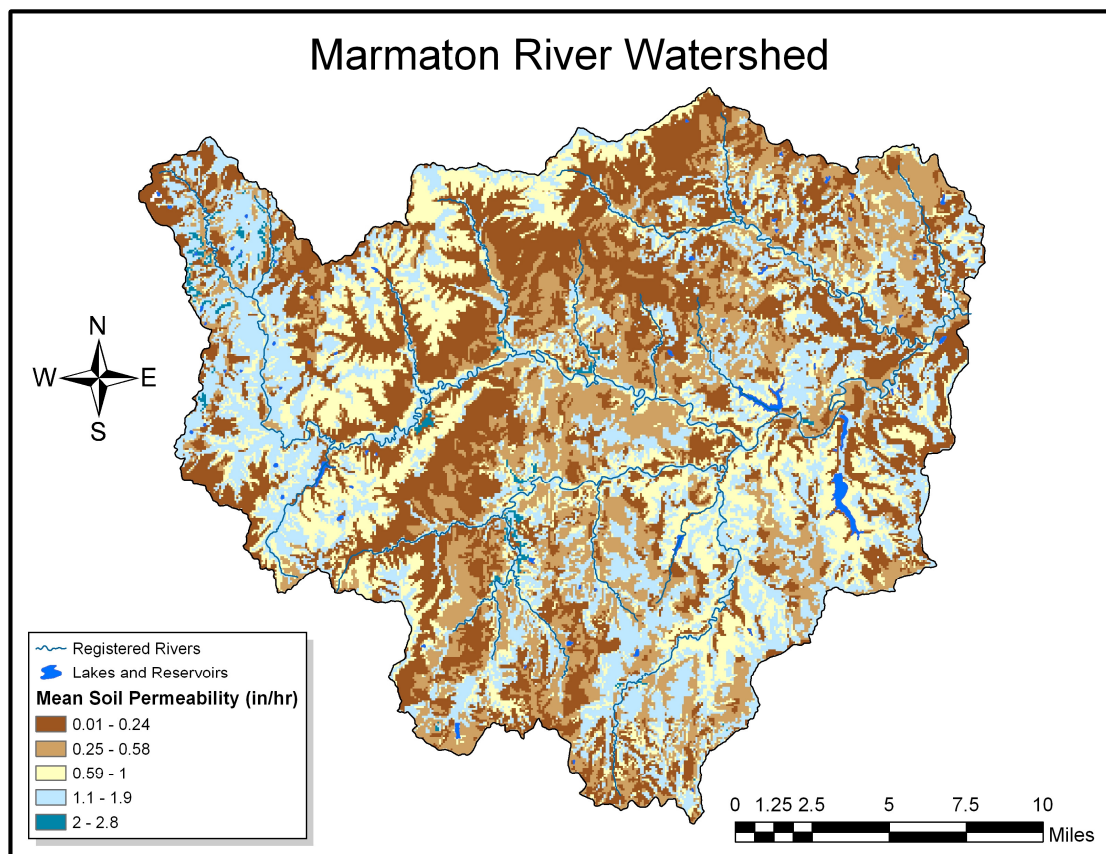 Marmaton River Watershed
N
W E
S
Registered Rivers
Lakes and Reservoirs
Mean Soil Permeability (in/hr)
0.01 - 0.24
0.25 - 0.58
0.59 - 1
1.1 - 1.9
2 - 2.8
0 1.25 2.5 5 7.5 10
Miles